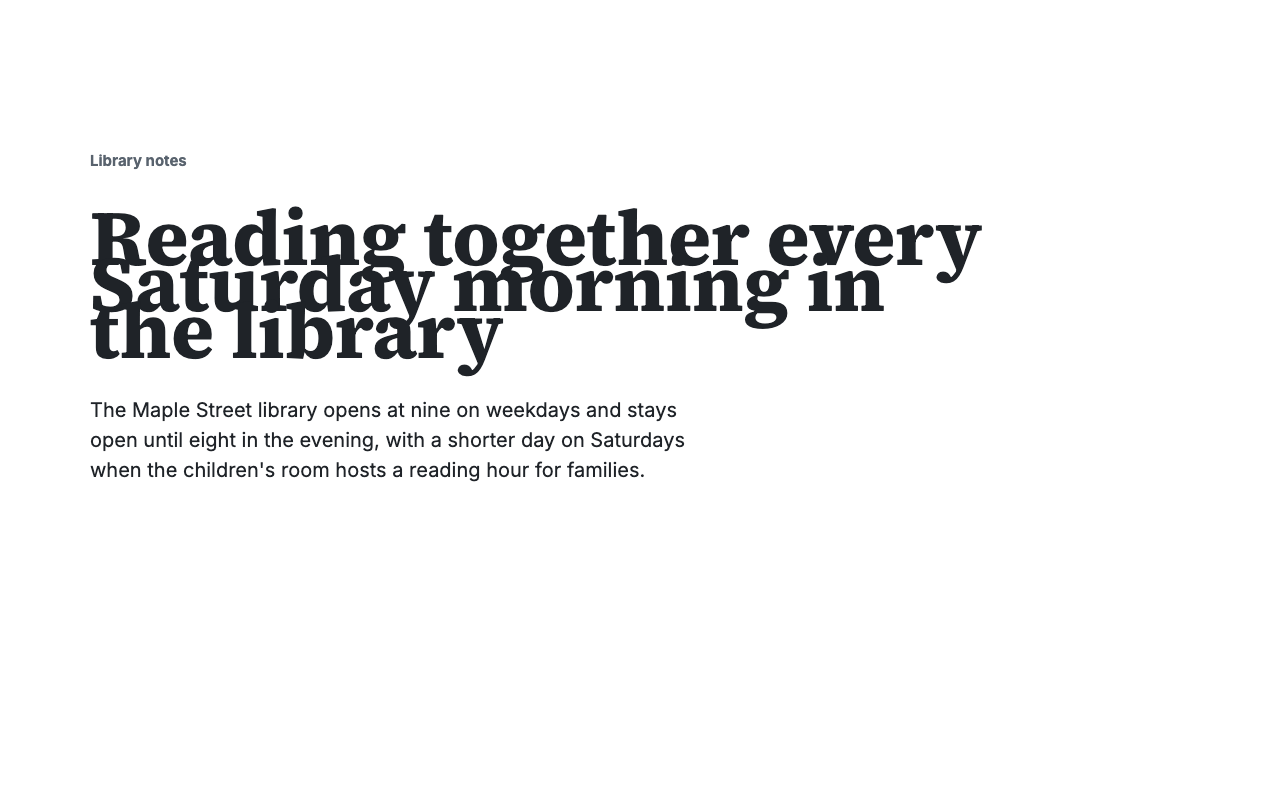 Library notes
Reading together every
Saturday morning in
the library
The Maple Street library opens at nine on weekdays and stays
open until eight in the evening, with a shorter day on Saturdays
when the children's room hosts a reading hour for families.